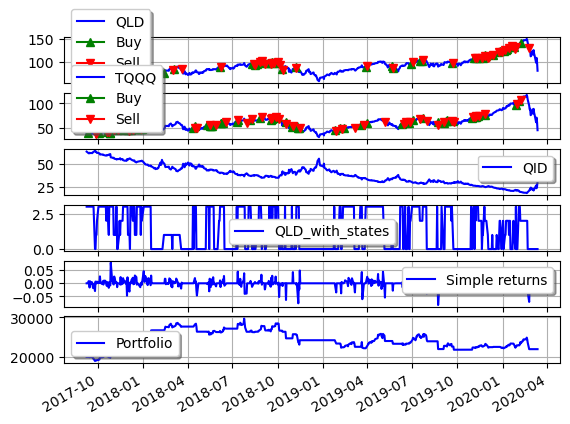 QLD
Buy
Sell
150
100
TQQQ
Buy
Sell
100
50
50
25
QID
2.5
0.0
QLD_with_states
0.05
0.00
−0.05
Simple returns
30000
20000
Portfolio
2017-10
2018-01
2018-04
2018-07
2018-10
2019-01
2019-04
2019-07
2019-10
2020-01
2020-04